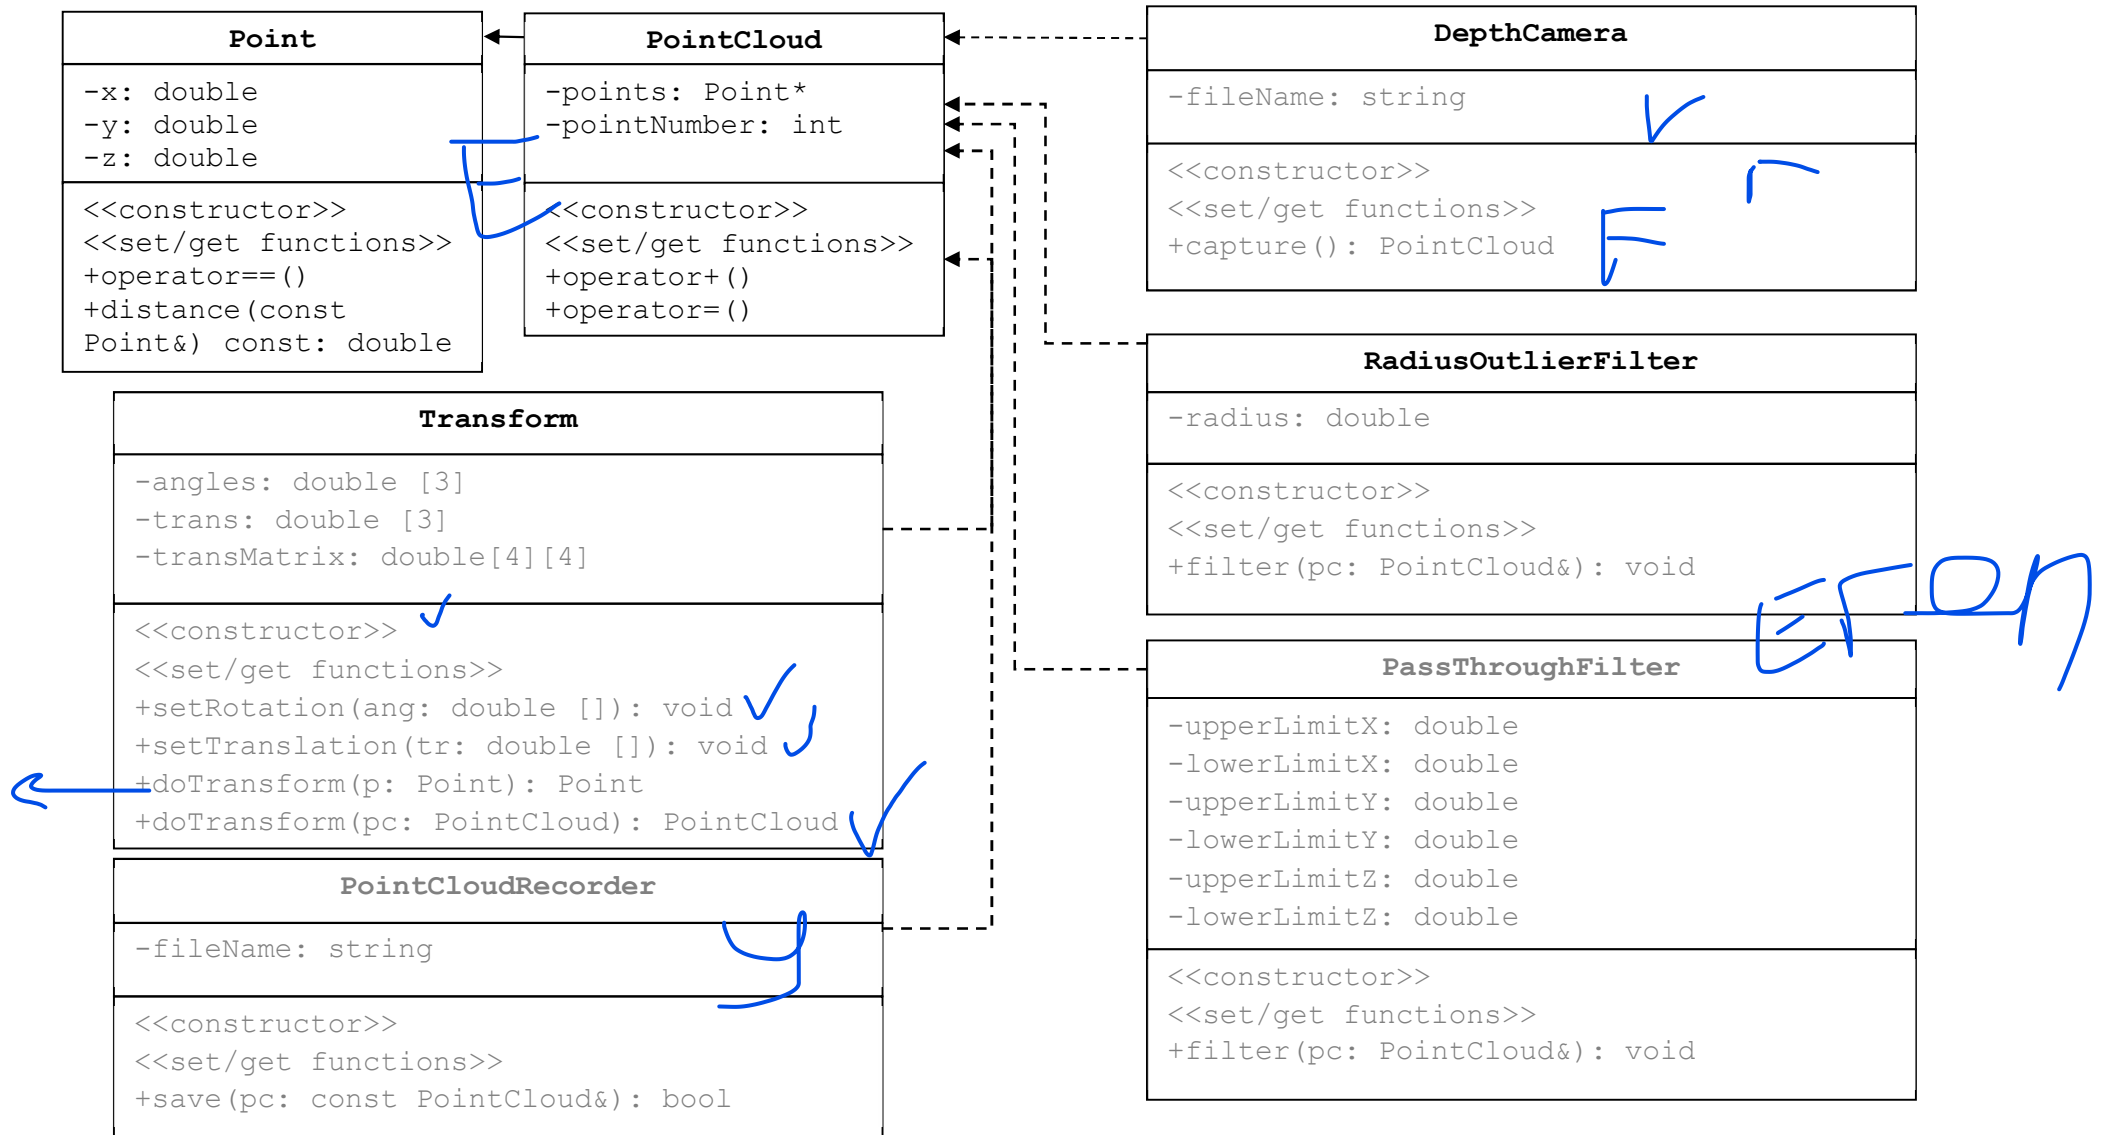 Point
-x: double
-y: double
-z: double
<<constructor>>
<<set/get functions>>
+operator==()
+distance(const
Point&) const: double
PointCloud
-points: Point*
-pointNumber: int
<<constructor>>
<<set/get functions>>
+operator+()
+operator=()
DepthCamera
-fileName: string
<<constructor>>
<<set/get functions>>
+capture(): PointCloud
E
F
RadiusOutlierFilter
-radius: double
<<constructor>>
<<set/get functions>>
+filter(pc: PointCloud&): void
Transform
-angles: double [3]
-trans: double [3]
-transMatrix: double[4][4]
<<constructor>>
<<set/get functions>>
+setRotation(ang: double []): void
+setTranslation(tr: double []): void
+doTransform(p: Point): Point
+doTransform(pc: PointCloud): PointCloud
Eron
PassThroughFilter
-upperLimitX: double
-lowerLimitX: double
-upperLimitY: double
-lowerLimitY: double
-upperLimitZ: double
-lowerLimitZ: double
<<constructor>>
<<set/get functions>>
+filter(pc: PointCloud&): void
PointCloudRecorder
-fileName: string
y
<<constructor>>
<<set/get functions>>
+save(pc: const PointCloud&): bool